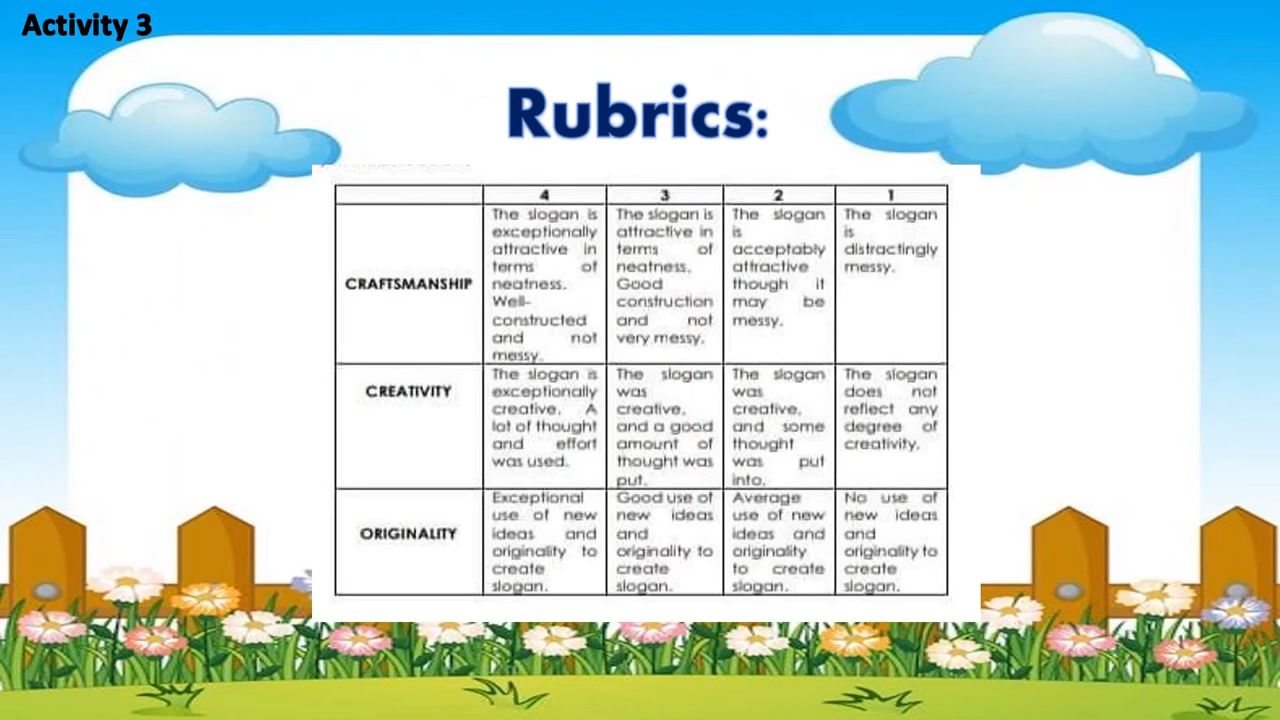 Activity 3
Rubrics:
4 3 2 1
CRAFTSMANSHIP
The slogan is
exceptionally
attractive in
terms of
neatness.
Well-
constructed
and not
messy.
The slogan is
attractive in
terms of
neatness.
Good
construction
and not
very messy.
The slogan
is
acceptably
attractive
though it
may be
messy.
The slogan
is
distractingly
messy.
CREATIVITY
The slogan is
exceptionally
creative. A
lot of thought
and effort
was used.
The slogan
was
creative,
and a good
amount of
thought was
put.
The slogan
was
creative,
and some
thought
was put
into.
The slogan
does not
reflect any
degree of
creativity.
ORIGINALITY
Exceptional
use of new
ideas and
originality to
create
slogan.
Good use of
new ideas
and
originality to
create
slogan.
Average
use of new
ideas and
originality
to create
slogan.
No use of
new ideas
and
originality to
create
slogan.